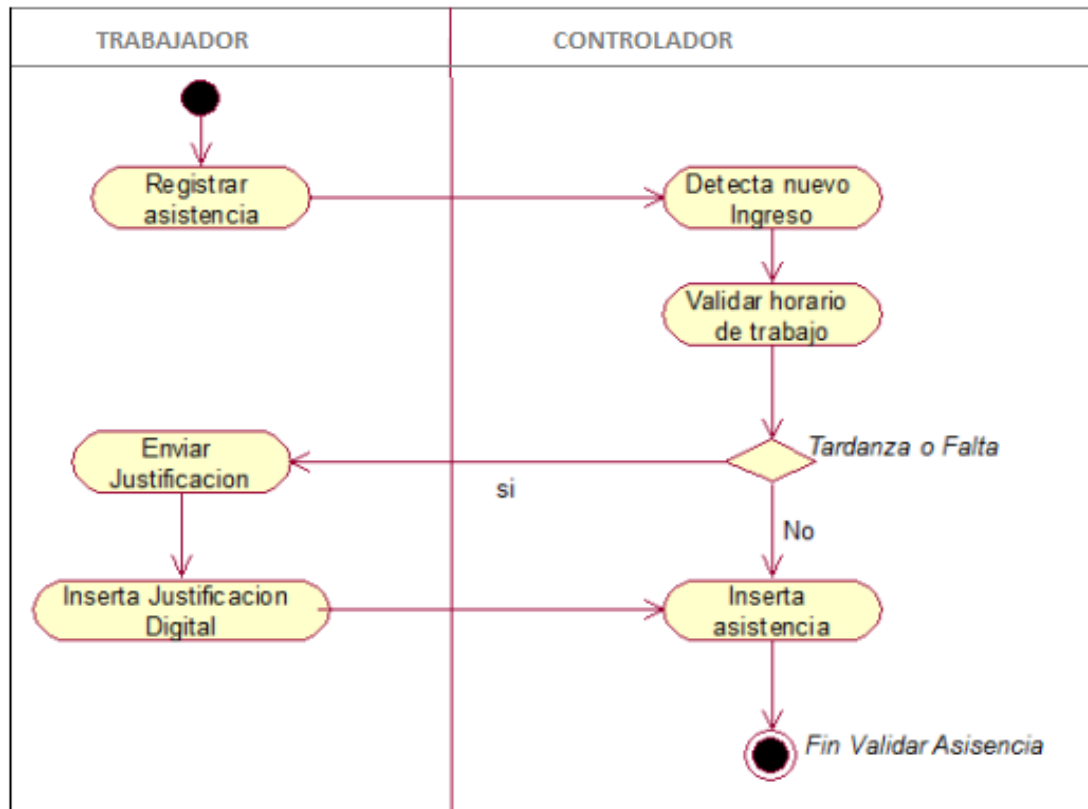 TRABAJADOR
CONTROLADOR
Registrar
asistencia
Detecta nuevo
Ingreso
Validar horario
de trabajo
Tardanza o Falta
si
Enviar
Justificacion
No
Inserta Justificacion
Digital
Inserta
asistencia
Fin Validar Asisencia